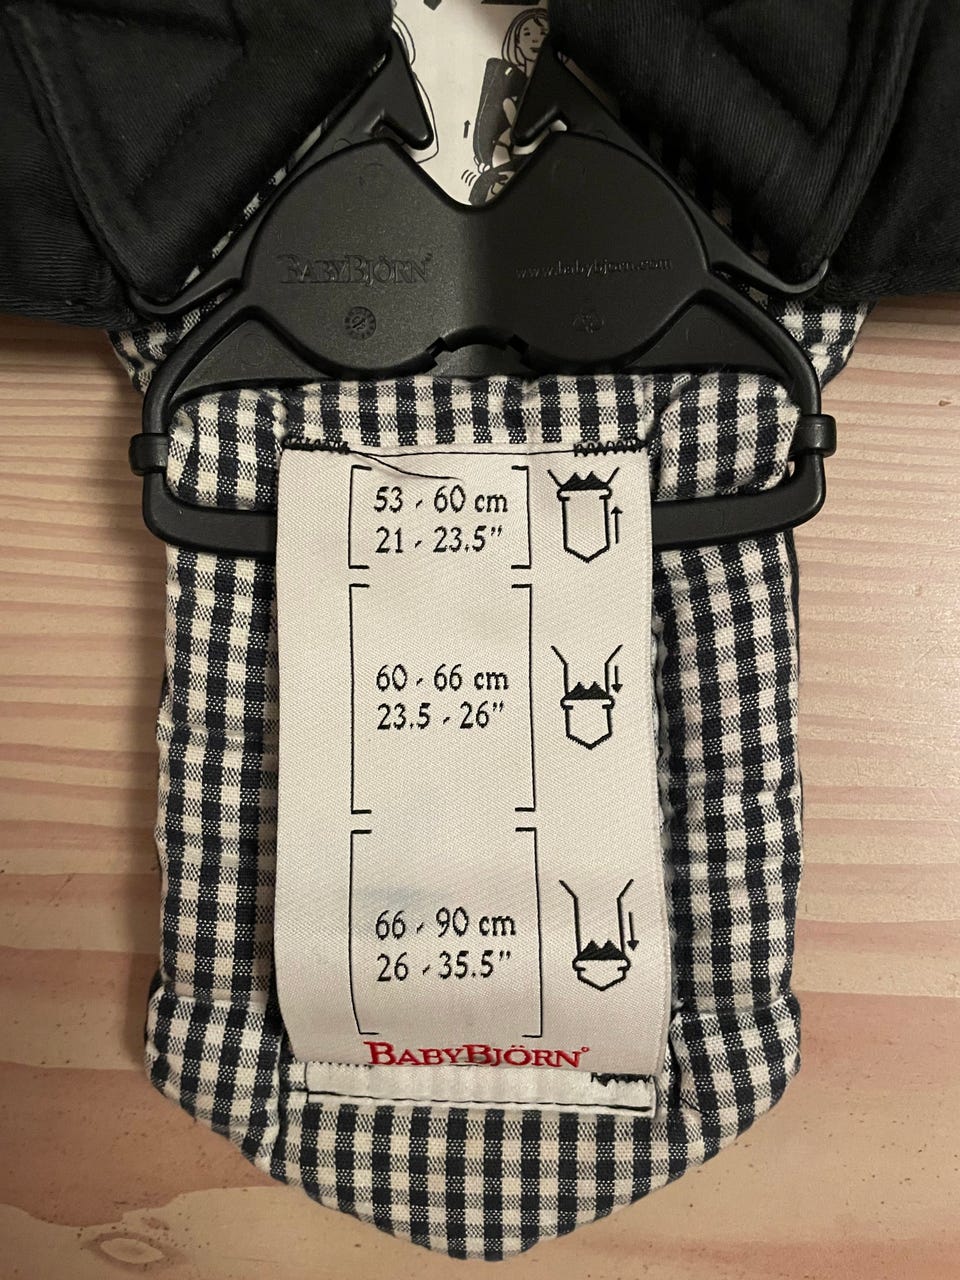 BABYBJÖRN®
www.babybjorn.com
53 - 60 cm
21 - 23.5"
60 - 66 cm
23.5 - 26"
66 - 90 cm
26 - 35.5"
BABYBJÖRN®